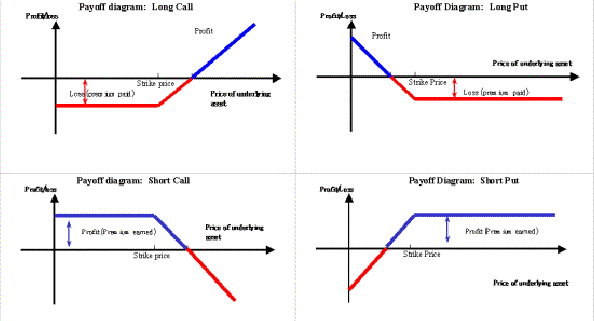 Payoff diagram: Long Call
Profit/Loss
Profit
Strike price
Loss(premium paid)
Price of underlying
asset
Payoff Diagram: Long Put
Profit/Loss
Profit
Price of underlying asset
Strike Price
Loss (premium paid)
Payoff diagram: Short Call
Profit/Loss
Profit(Premium earned)
Price of underlying
asset
Strike price
Payoff Diagram: Short Put
Profit/Loss
Profit (Premium earned)
Strike Price
Price of underlying asset